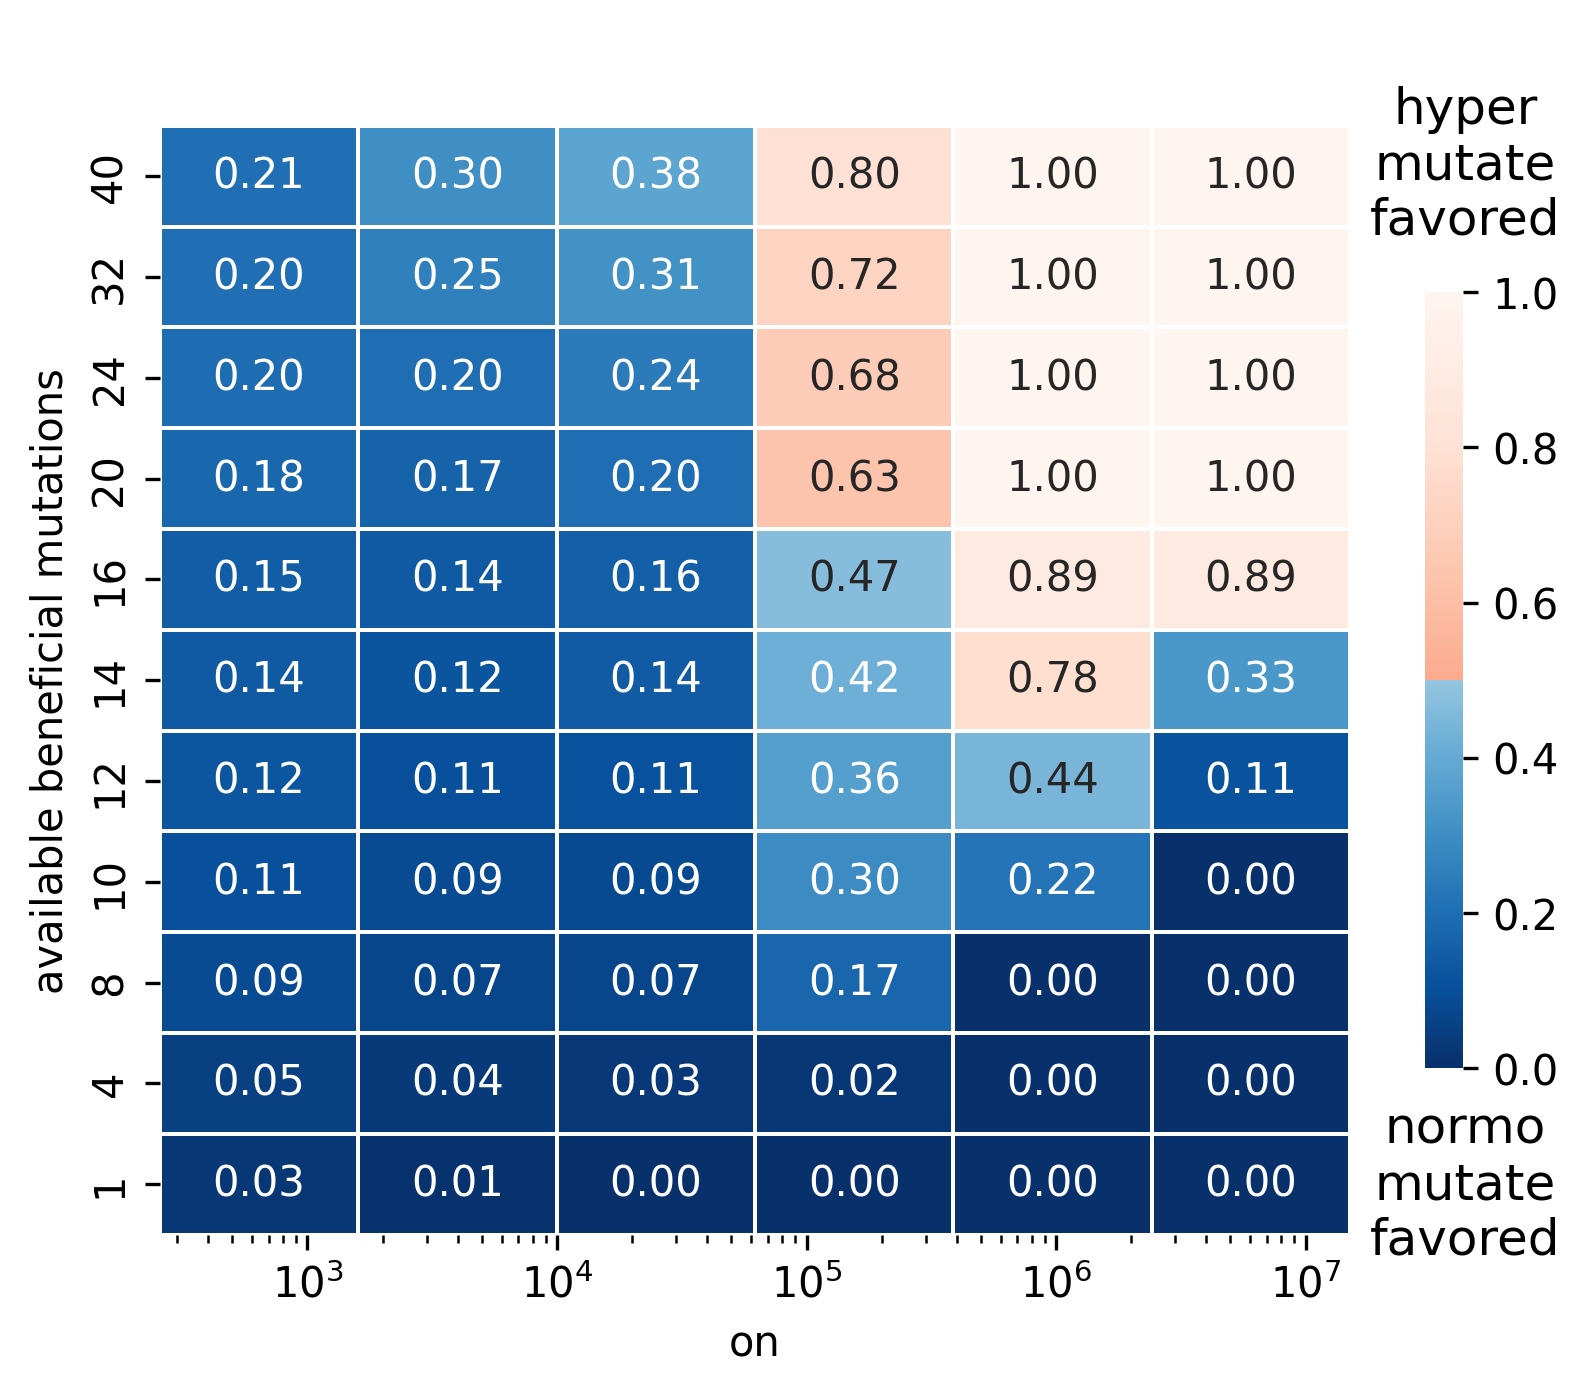 hyper
mutate
favored
available beneficial mutations
40 0.21 0.30 0.38 0.80 1.00 1.00
32 0.20 0.25 0.31 0.72 1.00 1.00
24 0.20 0.20 0.24 0.68 1.00 1.00
20 0.18 0.17 0.20 0.63 1.00 1.00
16 0.15 0.14 0.16 0.47 0.89 0.89
14 0.14 0.12 0.14 0.42 0.78 0.33
12 0.12 0.11 0.11 0.36 0.44 0.11
10 0.11 0.09 0.09 0.30 0.22 0.00
8 0.09 0.07 0.07 0.17 0.00 0.00
4 0.05 0.04 0.03 0.02 0.00 0.00
1 0.03 0.01 0.00 0.00 0.00 0.00
10³ 10⁴ 10⁵ 10⁶ 10⁷
on
1.0
0.8
0.6
0.4
0.2
0.0
normo
mutate
favored